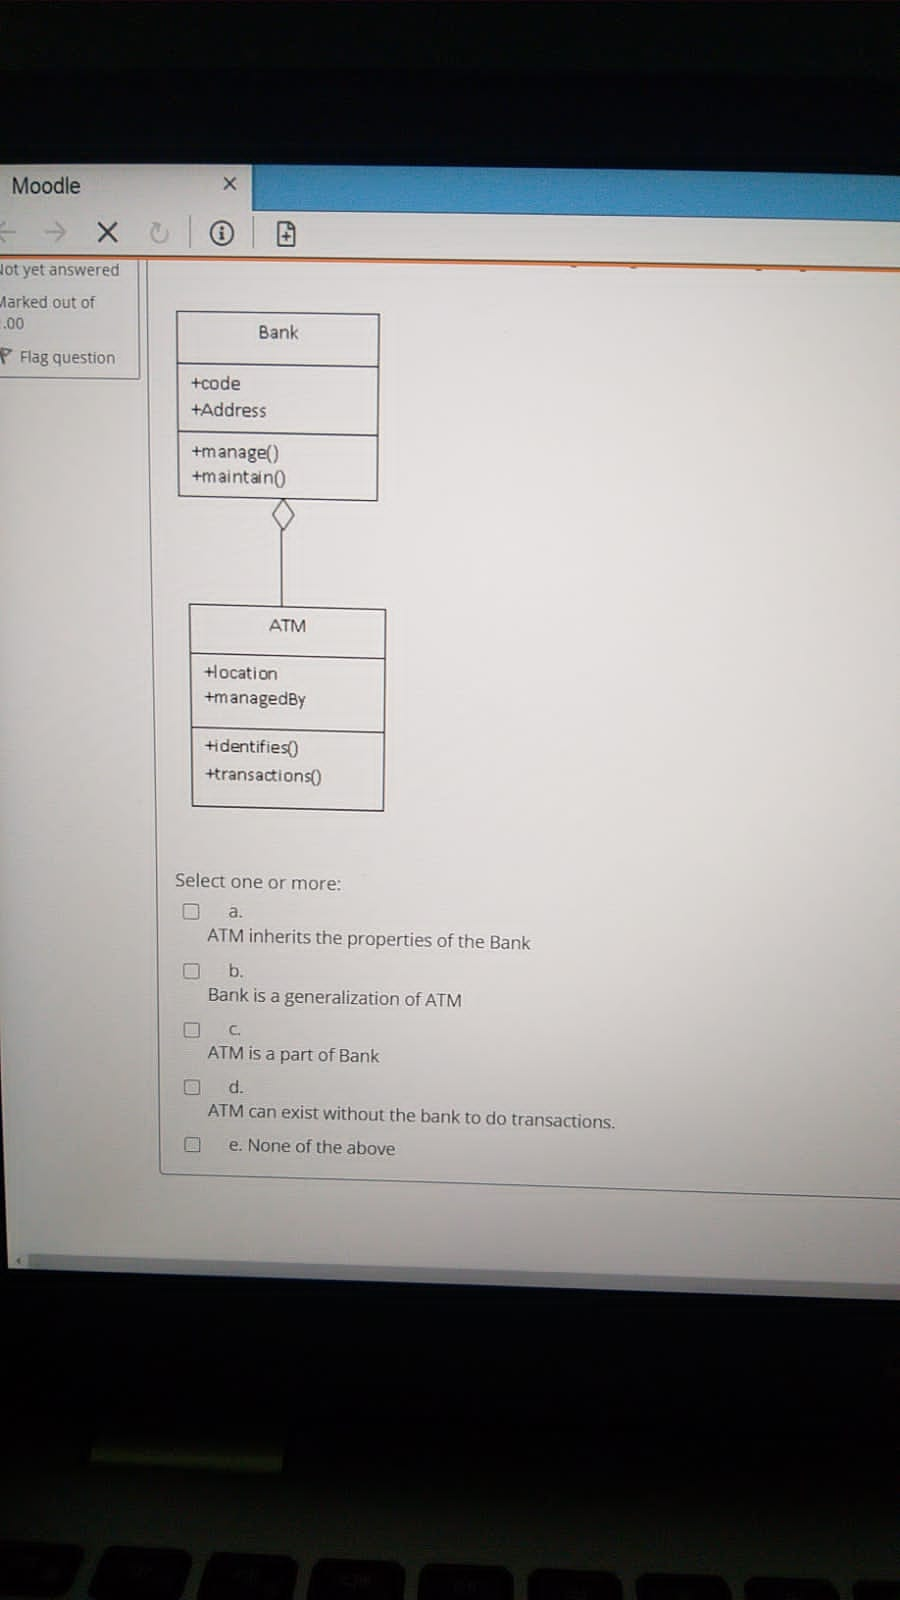 Moodle
ot yet answered
Marked out of
.00
Flag question
Bank
+code
+Address
+manage()
+maintain()
ATM
+location
+managedBy
+identifies()
+transactions()
Select one or more:
a.
ATM inherits the properties of the Bank
b.
Bank is a generalization of ATM
c.
ATM is a part of Bank
d.
ATM can exist without the bank to do transactions.
e. None of the above